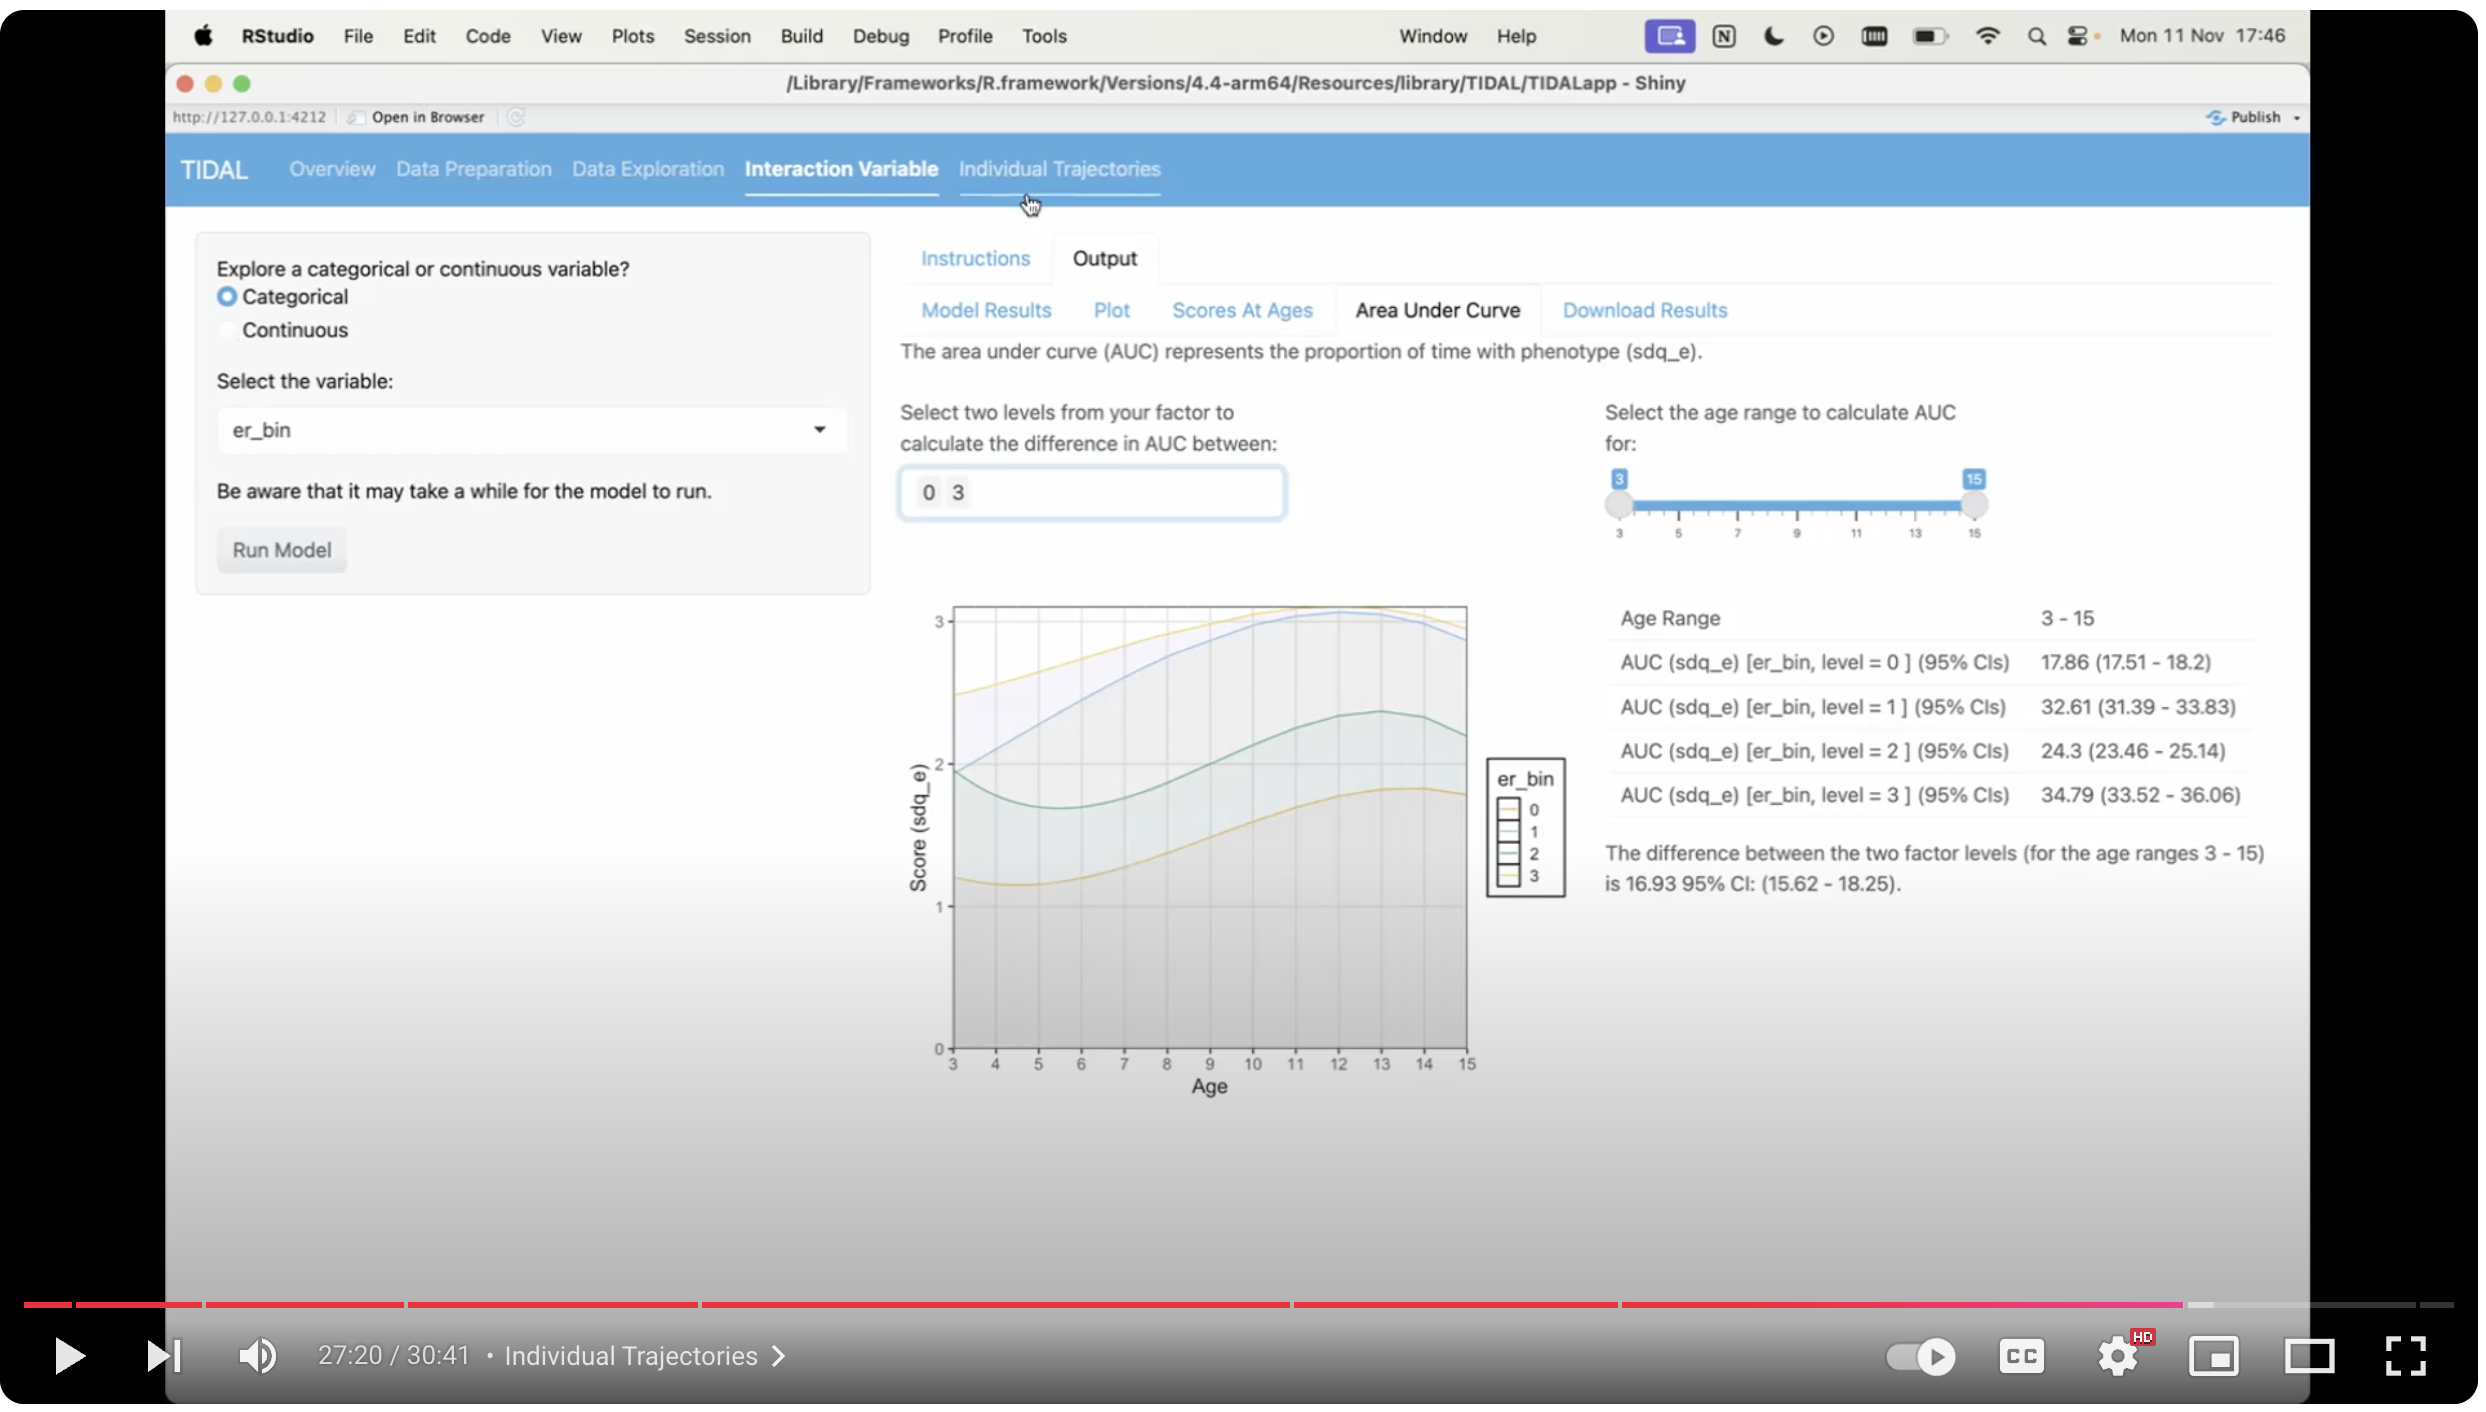 RStudio File Edit Code View Plots Session Build Debug Profile Tools Window Help Mon 11 Nov 17:46
/Library/Frameworks/R.framework/Versions/4.4-arm64/Resources/library/TIDAL/TIDALapp - Shiny
http://127.0.0.1:4212 Open in Browser Publish
TIDAL Overview Data Preparation Data Exploration Interaction Variable Individual Trajectories
Explore a categorical or continuous variable?
Categorical
Continuous
Select the variable:
er_bin
Be aware that it may take a while for the model to run.
Run Model
Instructions Output
Model Results Plot Scores At Ages Area Under Curve Download Results
The area under curve (AUC) represents the proportion of time with phenotype (sdq_e).
Select two levels from your factor to
calculate the difference in AUC between:
0 3
Select the age range to calculate AUC
for:
3 15
3 5 7 9 11 13 15
Score (sdq_e)
3
2
1
0
3 4 5 6 7 8 9 10 11 12 13 14 15
Age
er_bin
0
1
2
3
Age Range 3 - 15
AUC (sdq_e) [er_bin, level = 0 ] (95% CIs) 17.86 (17.51 - 18.2)
AUC (sdq_e) [er_bin, level = 1 ] (95% CIs) 32.61 (31.39 - 33.83)
AUC (sdq_e) [er_bin, level = 2 ] (95% CIs) 24.3 (23.46 - 25.14)
AUC (sdq_e) [er_bin, level = 3 ] (95% CIs) 34.79 (33.52 - 36.06)
The difference between the two factor levels (for the age ranges 3 - 15)
is 16.93 95% CI: (15.62 - 18.25).
27:20 / 30:41 • Individual Trajectories
CC HD